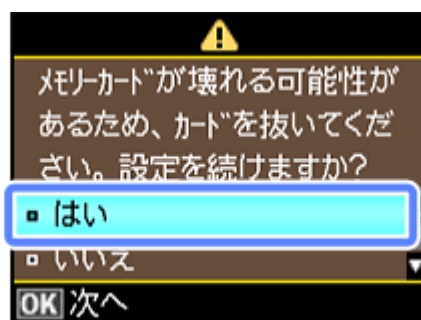 ﾒﾓﾘｰｶｰﾄﾞが壊れる可能性が
あるため、ｶｰﾄﾞを抜いてくだ
さい。設定を続けますか?
はい
いいえ
OK 次へ